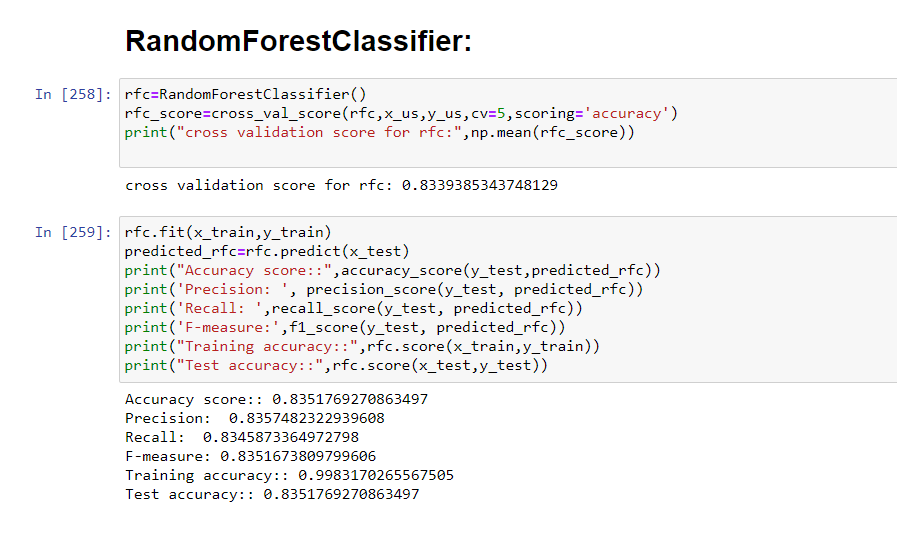 RandomForestClassifier:
In [258]: rfc=RandomForestClassifier()
rfc_score=cross_val_score(rfc,x_us,y_us,cv=5,scoring='accuracy')
print("cross validation score for rfc:",np.mean(rfc_score))
cross validation score for rfc: 0.8339385343748129
In [259]: rfc.fit(x_train,y_train)
predicted_rfc=rfc.predict(x_test)
print("Accuracy score::",accuracy_score(y_test,predicted_rfc))
print('Precision: ', precision_score(y_test, predicted_rfc))
print('Recall: ',recall_score(y_test, predicted_rfc))
print('F-measure:',f1_score(y_test, predicted_rfc))
print("Training accuracy::",rfc.score(x_train,y_train))
print("Test accuracy::",rfc.score(x_test,y_test))
Accuracy score:: 0.8351769270863497
Precision:  0.8357482322939608
Recall:  0.8345873364972798
F-measure: 0.8351673809799606
Training accuracy:: 0.9983170265567505
Test accuracy:: 0.8351769270863497